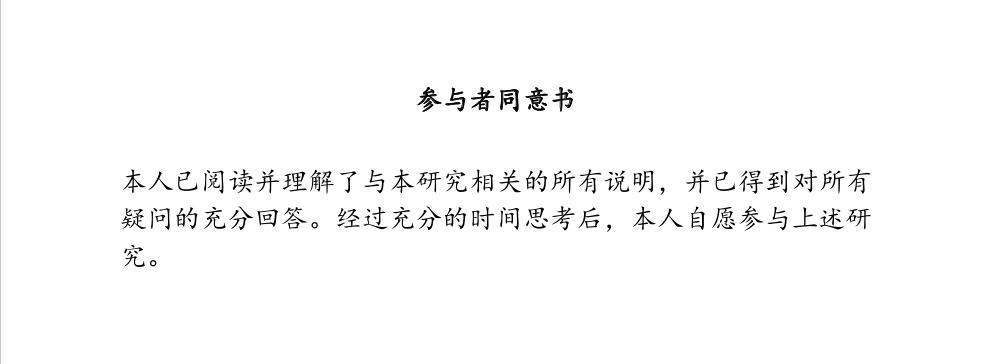 参与者同意书
本人已阅读并理解了与本研究相关的所有说明，并已得到对所有
疑问的充分回答。经过充分的时间思考后，本人自愿参与上述研
究。